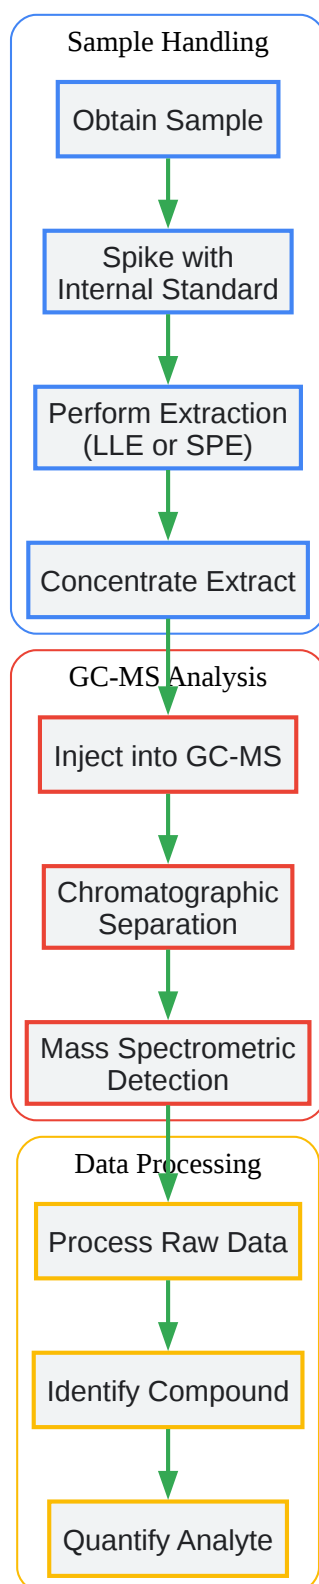 Sample Handling
Obtain Sample
Spike with
Internal Standard
Perform Extraction
(LLE or SPE)
Concentrate Extract
GC-MS Analysis
Inject into GC-MS
Chromatographic
Separation
Mass Spectrometric
Detection
Data Processing
Process Raw Data
Identify Compound
Quantify Analyte